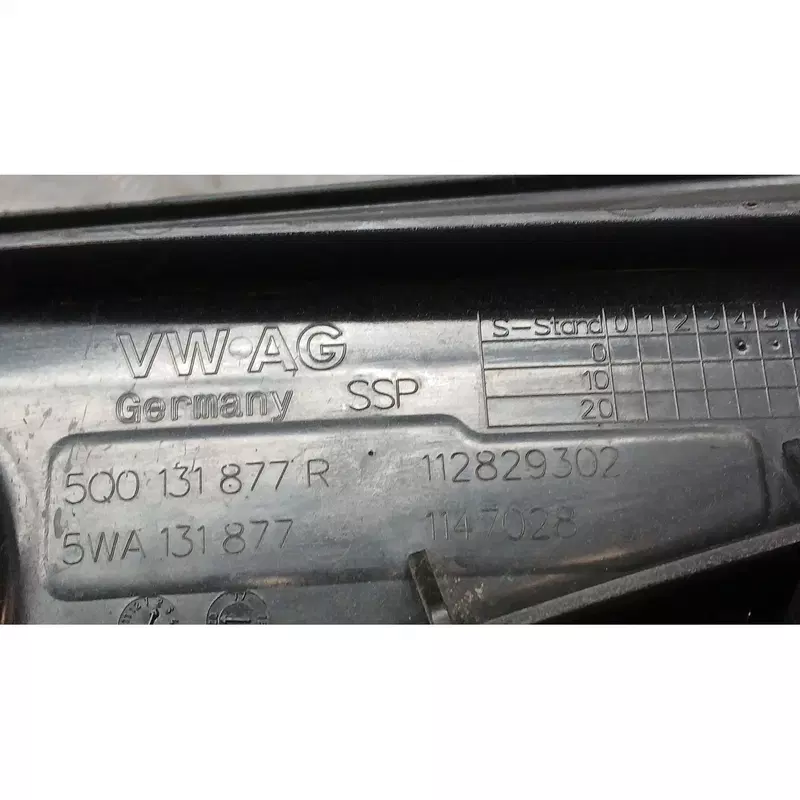 VW·AG
Germany SSP
S-Stand 0 1 2 3 4 5
0
10
20
5Q0 131 877 R 112829302
5WA 131 877 1147028